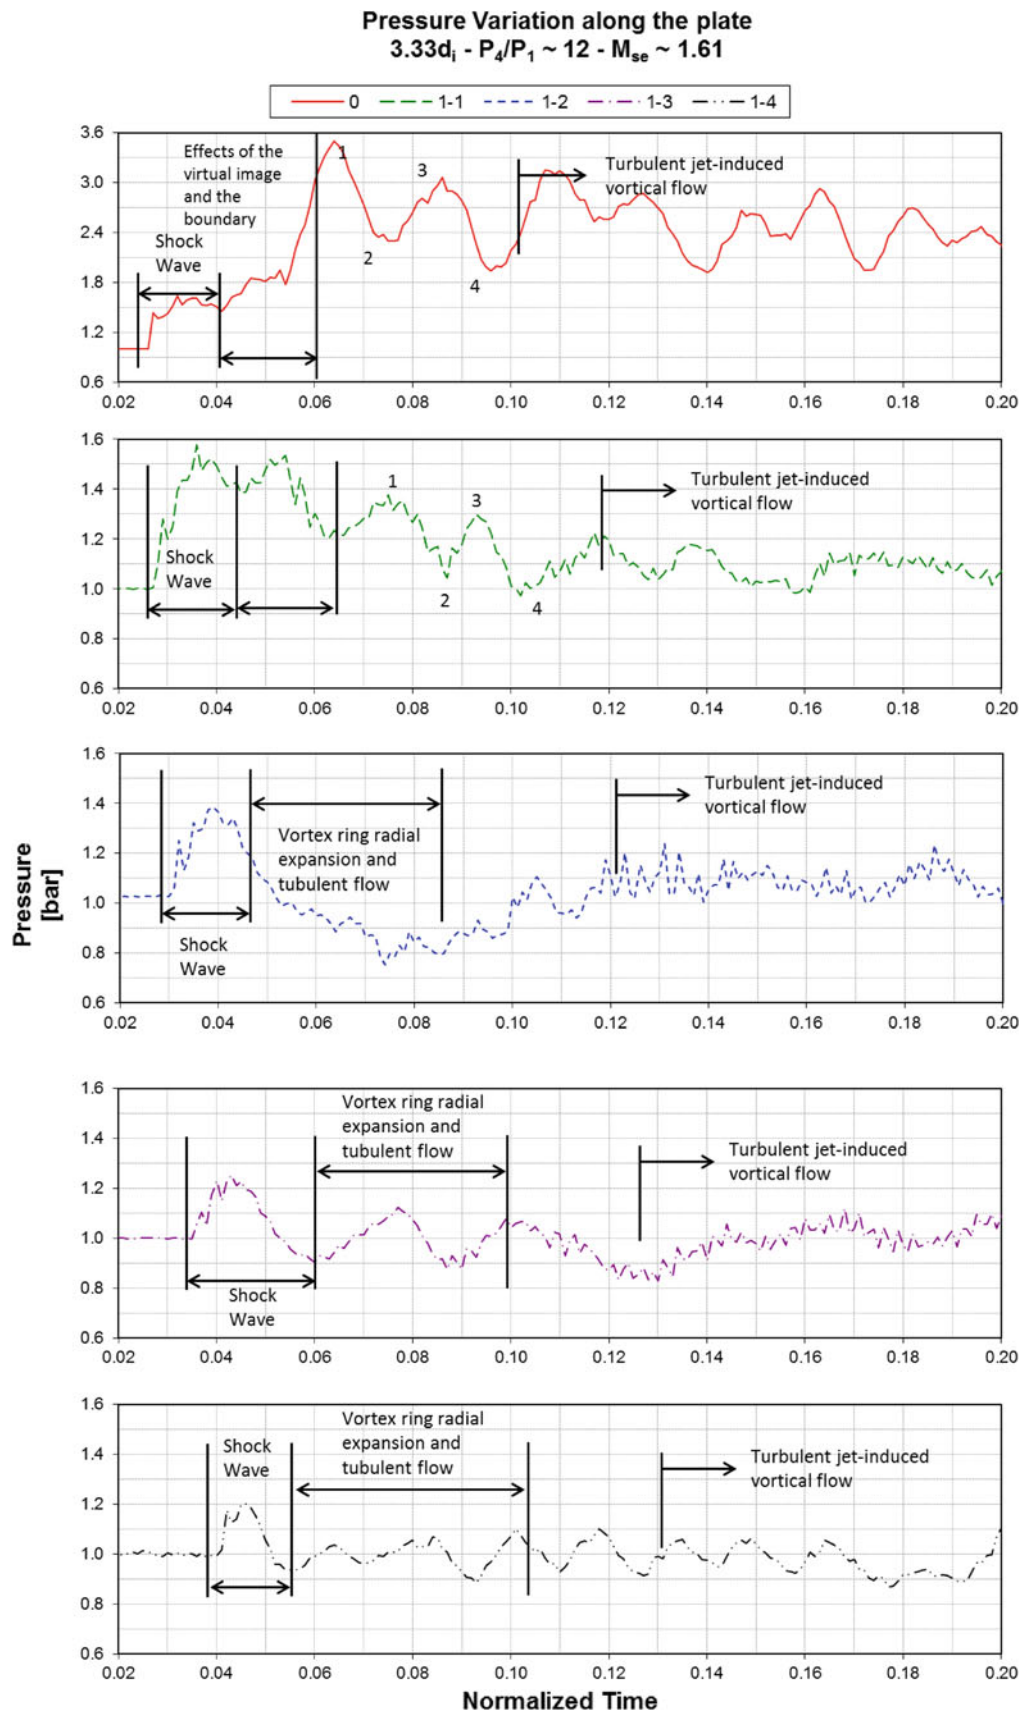 Pressure Variation along the plate
3.33di - P4/P1 ~ 12 - Mse ~ 1.61
0 1-1 1-2 1-3 1-4
3.6
3.0
2.4
1.8
1.2
0.6
Effects of the
virtual image
and the
boundary
Shock
Wave
1
2
3
4
Turbulent jet-induced
vortical flow
0.02 0.04 0.06 0.08 0.10 0.12 0.14 0.16 0.18 0.20
1.6
1.4
1.2
1.0
0.8
0.6
Shock
Wave
1
2
3
4
Turbulent jet-induced
vortical flow
0.02 0.04 0.06 0.08 0.10 0.12 0.14 0.16 0.18 0.20
Pressure
[bar]
1.6
1.4
1.2
1.0
0.8
0.6
Shock
Wave
Vortex ring radial
expansion and
tubulent flow
Turbulent jet-induced
vortical flow
0.02 0.04 0.06 0.08 0.10 0.12 0.14 0.16 0.18 0.20
1.6
1.4
1.2
1.0
0.8
0.6
Vortex ring radial
expansion and
tubulent flow
Shock
Wave
Turbulent jet-induced
vortical flow
0.02 0.04 0.06 0.08 0.10 0.12 0.14 0.16 0.18 0.20
1.6
1.4
1.2
1.0
0.8
0.6
Shock
Wave
Vortex ring radial
expansion and
tubulent flow
Turbulent jet-induced
vortical flow
0.02 0.04 0.06 0.08 0.10 0.12 0.14 0.16 0.18 0.20
Normalized Time